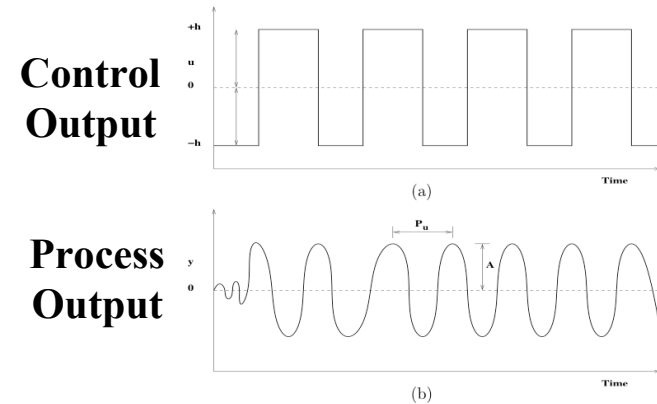 Control
Output
+h
u
0
−h
Time
(a)
Process
Output
y
0
P_u
A
Time
(b)